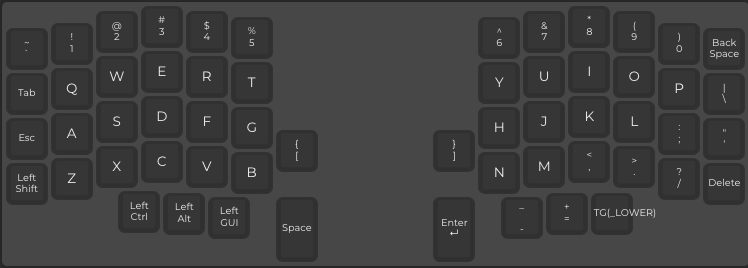 ~ ! @ # $ % ^ & * ( )
` 1 2 3 4 5 6 7 8 9 0 Back Space
Tab Q W E R T Y U I O P | \
Esc A S D F G { [ } ] H J K L : ; " '
Left Shift Z X C V B N M < , > . ? / Delete
Left Ctrl Left Alt Left GUI Space Enter ↵ _ - + = TG(_LOWER)